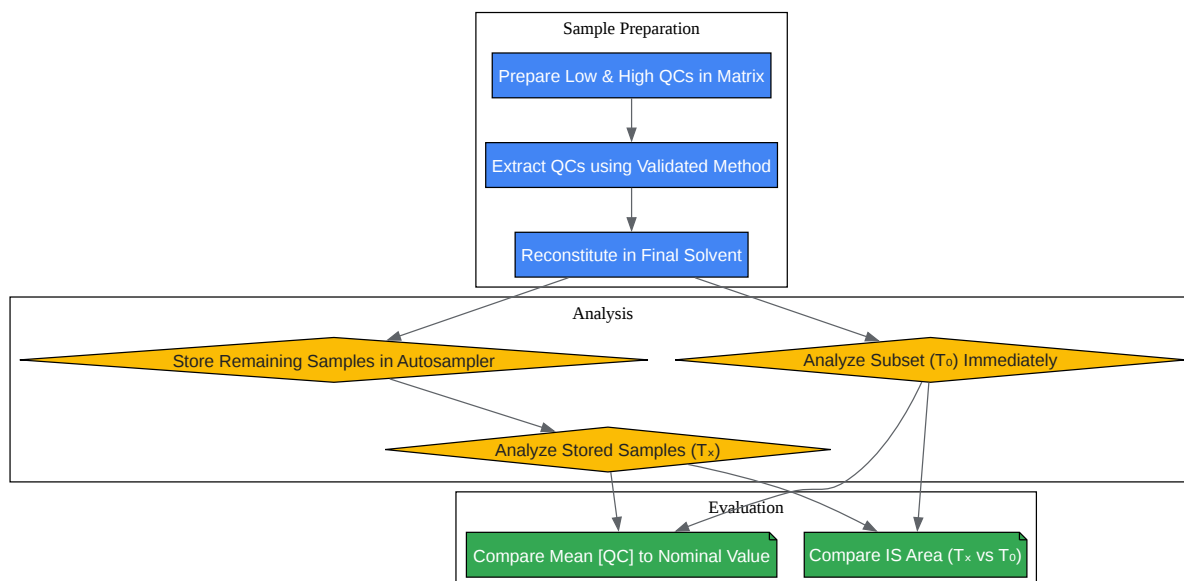 Sample Preparation
Prepare Low & High QCs in Matrix
Extract QCs using Validated Method
Reconstitute in Final Solvent
Analysis
Store Remaining Samples in Autosampler
Analyze Subset (T₀) Immediately
Analyze Stored Samples (Tₓ)
Evaluation
Compare Mean [QC] to Nominal Value
Compare IS Area (Tₓ vs T₀)